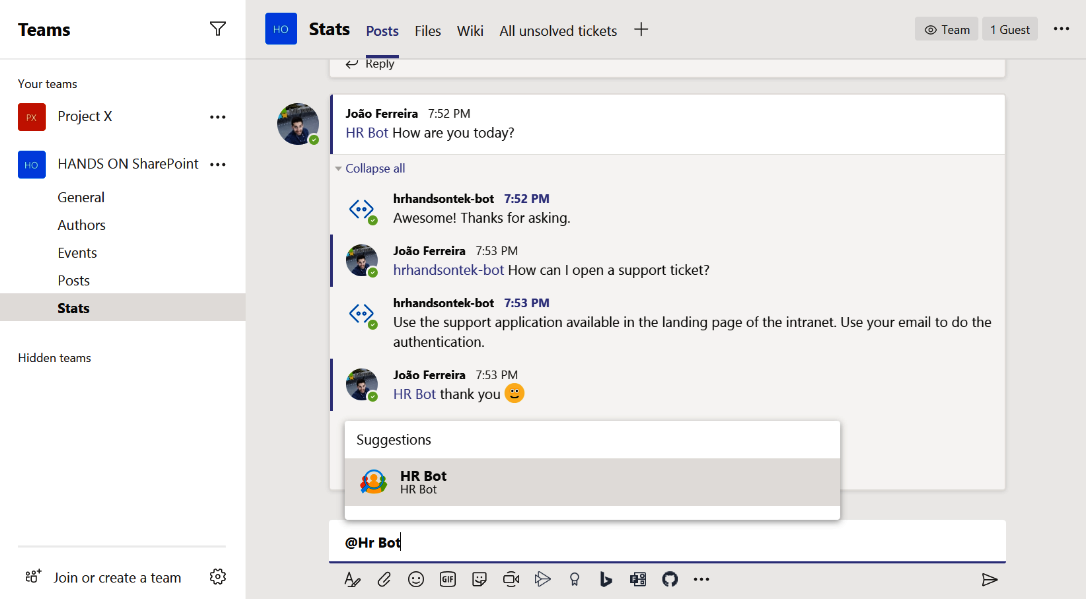 Teams
Your teams
PX Project X
HO HANDS ON SharePoint
General
Authors
Events
Posts
Stats
Hidden teams
Join or create a team
HO Stats Posts Files Wiki All unsolved tickets Team 1 Guest
Reply
João Ferreira 7:52 PM
HR Bot How are you today?
Collapse all
hrhandsontek-bot 7:52 PM
Awesome! Thanks for asking.
João Ferreira 7:53 PM
hrhandsontek-bot How can I open a support ticket?
hrhandsontek-bot 7:53 PM
Use the support application available in the landing page of the intranet. Use your email to do the
authentication.
João Ferreira 7:53 PM
HR Bot thank you
Suggestions
HR Bot
HR Bot
@Hr Bot
GIF